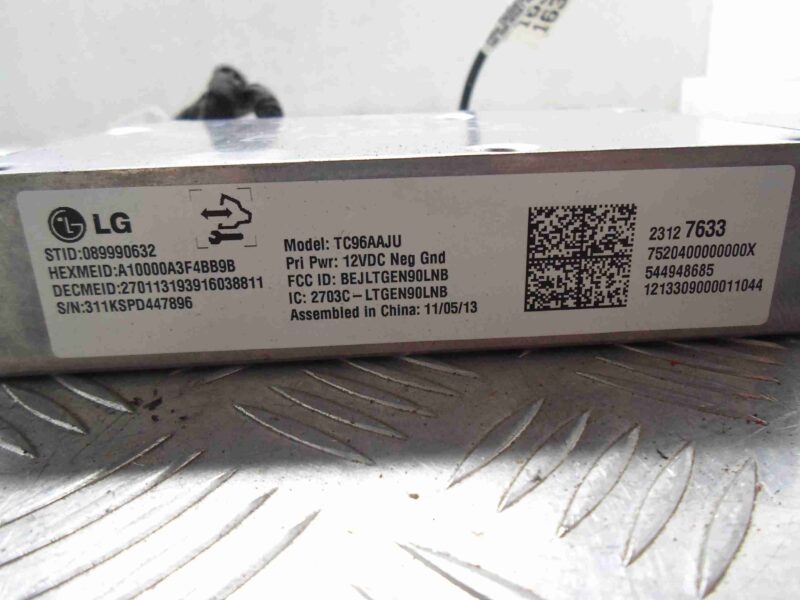 LG
STID:089990632
HEXMEID:A10000A3F4BB9B
DECMEID:270113193916038811
S/N:311KSPD447896
Model: TC96AAJU
Pri Pwr: 12VDC Neg Gnd
FCC ID: BEJLTGEN90LNB
IC: 2703C-LTGEN90LNB
Assembled in China: 11/05/13
2312 7633
7520400000000X
544948685
1213309000011044